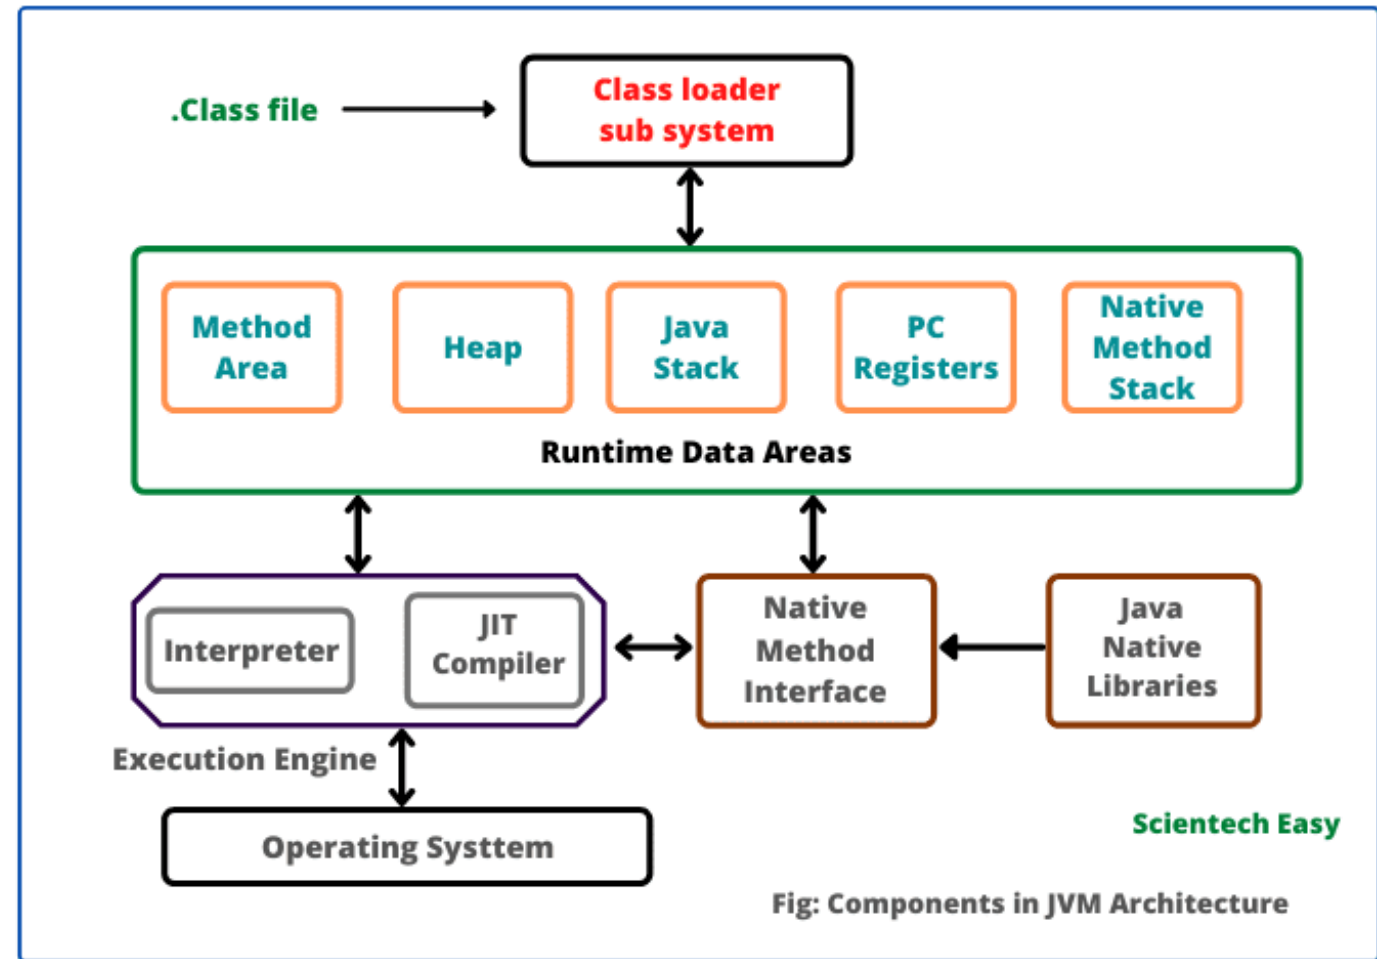 .Class file
Class loader
sub system
Method
Area
Heap
Java
Stack
PC
Registers
Native
Method
Stack
Runtime Data Areas
Interpreter
JIT
Compiler
Native
Method
Interface
Java
Native
Libraries
Execution Engine
Operating Systtem
Scientech Easy
Fig: Components in JVM Architecture